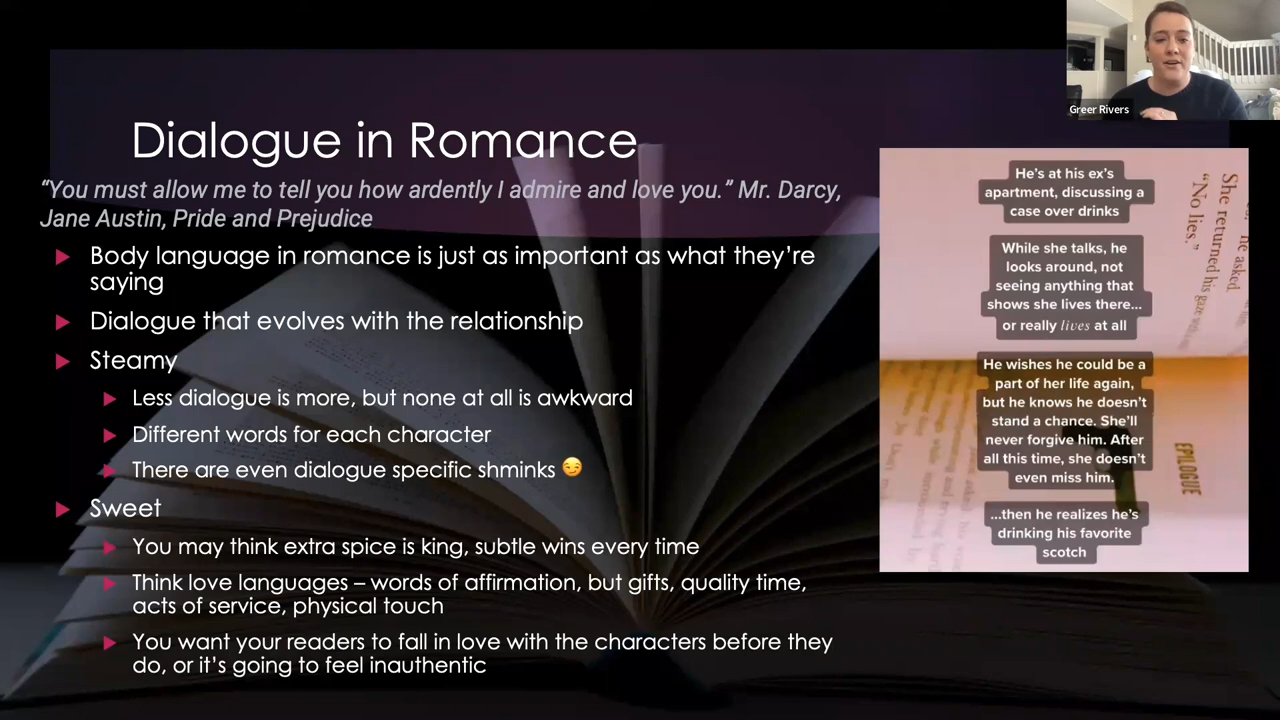 Greer Rivers
Dialogue in Romance
“You must allow me to tell you how ardently I admire and love you.” Mr. Darcy,
Jane Austin, Pride and Prejudice
Body language in romance is just as important as what they’re
saying
Dialogue that evolves with the relationship
Steamy
Less dialogue is more, but none at all is awkward
Different words for each character
There are even dialogue specific shminks 😏
Sweet
You may think extra spice is king, subtle wins every time
Think love languages – words of affirmation, but gifts, quality time,
acts of service, physical touch
You want your readers to fall in love with the characters before they
do, or it’s going to feel inauthentic
He’s at his ex’s
apartment, discussing a
case over drinks
While she talks, he
looks around, not
seeing anything that
shows she lives there...
or really lives at all
He wishes he could be a
part of her life again,
but he knows he doesn’t
stand a chance. She’ll
never forgive him. After
all this time, she doesn’t
even miss him.
...then he realizes he’s
drinking his favorite
scotch
he asked.
She returned his gaze
“No lies.”
EPILOGUE